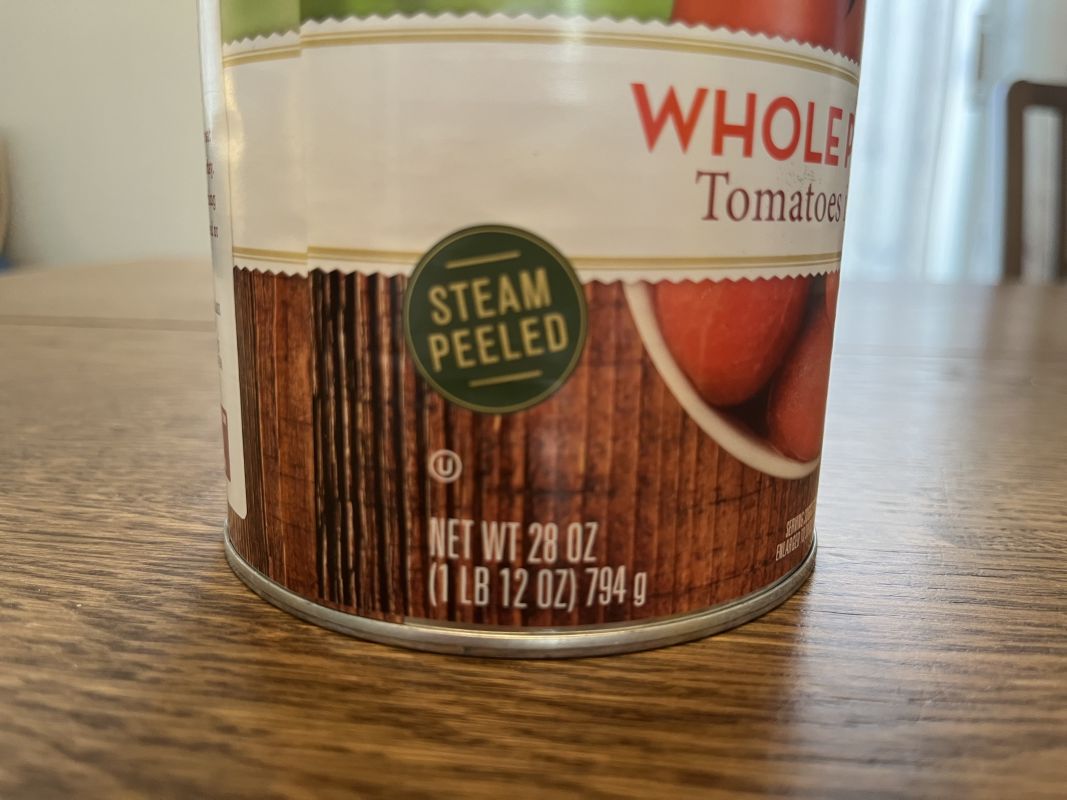 WHOLE
Tomatoes
STEAM
PEELED
U
NET WT 28 OZ
(1 LB 12 OZ) 794 g